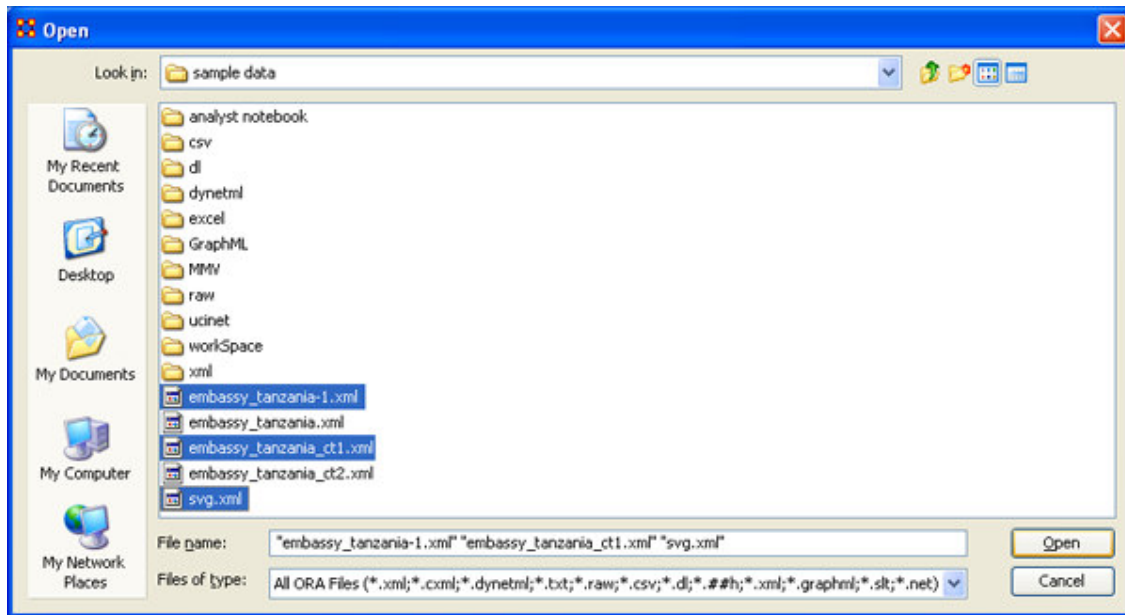 Open
Look in: sample data
My Recent
Documents
Desktop
My Documents
My Computer
My Network
Places
analyst notebook
csv
dl
dynetml
excel
GraphML
MMV
raw
ucinet
workSpace
xml
embassy_tanzania-1.xml
embassy_tanzania.xml
embassy_tanzania_ct1.xml
embassy_tanzania_ct2.xml
svg.xml
File name: "embassy_tanzania-1.xml" "embassy_tanzania_ct1.xml" "svg.xml" Open
Files of type: All ORA Files (*.xml;*.cxml;*.dynetml;*.txt;*.raw;*.csv;*.dl;*.##h;*.xml;*.graphml;*.slt;*.net) Cancel